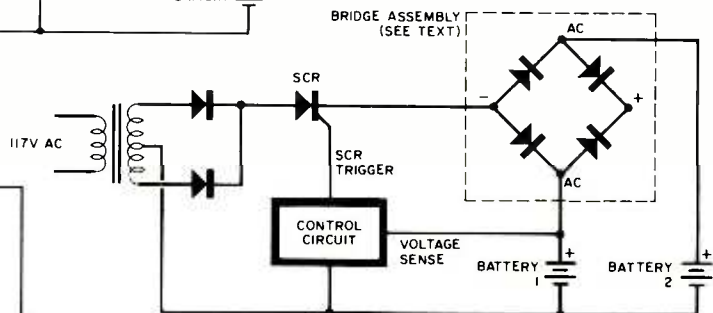 BRIDGE ASSEMBLY
(SEE TEXT)
AC
SCR
−
+
117V AC
SCR
TRIGGER
AC
CONTROL
CIRCUIT
VOLTAGE
SENSE
BATTERY
1
+
BATTERY
2
+